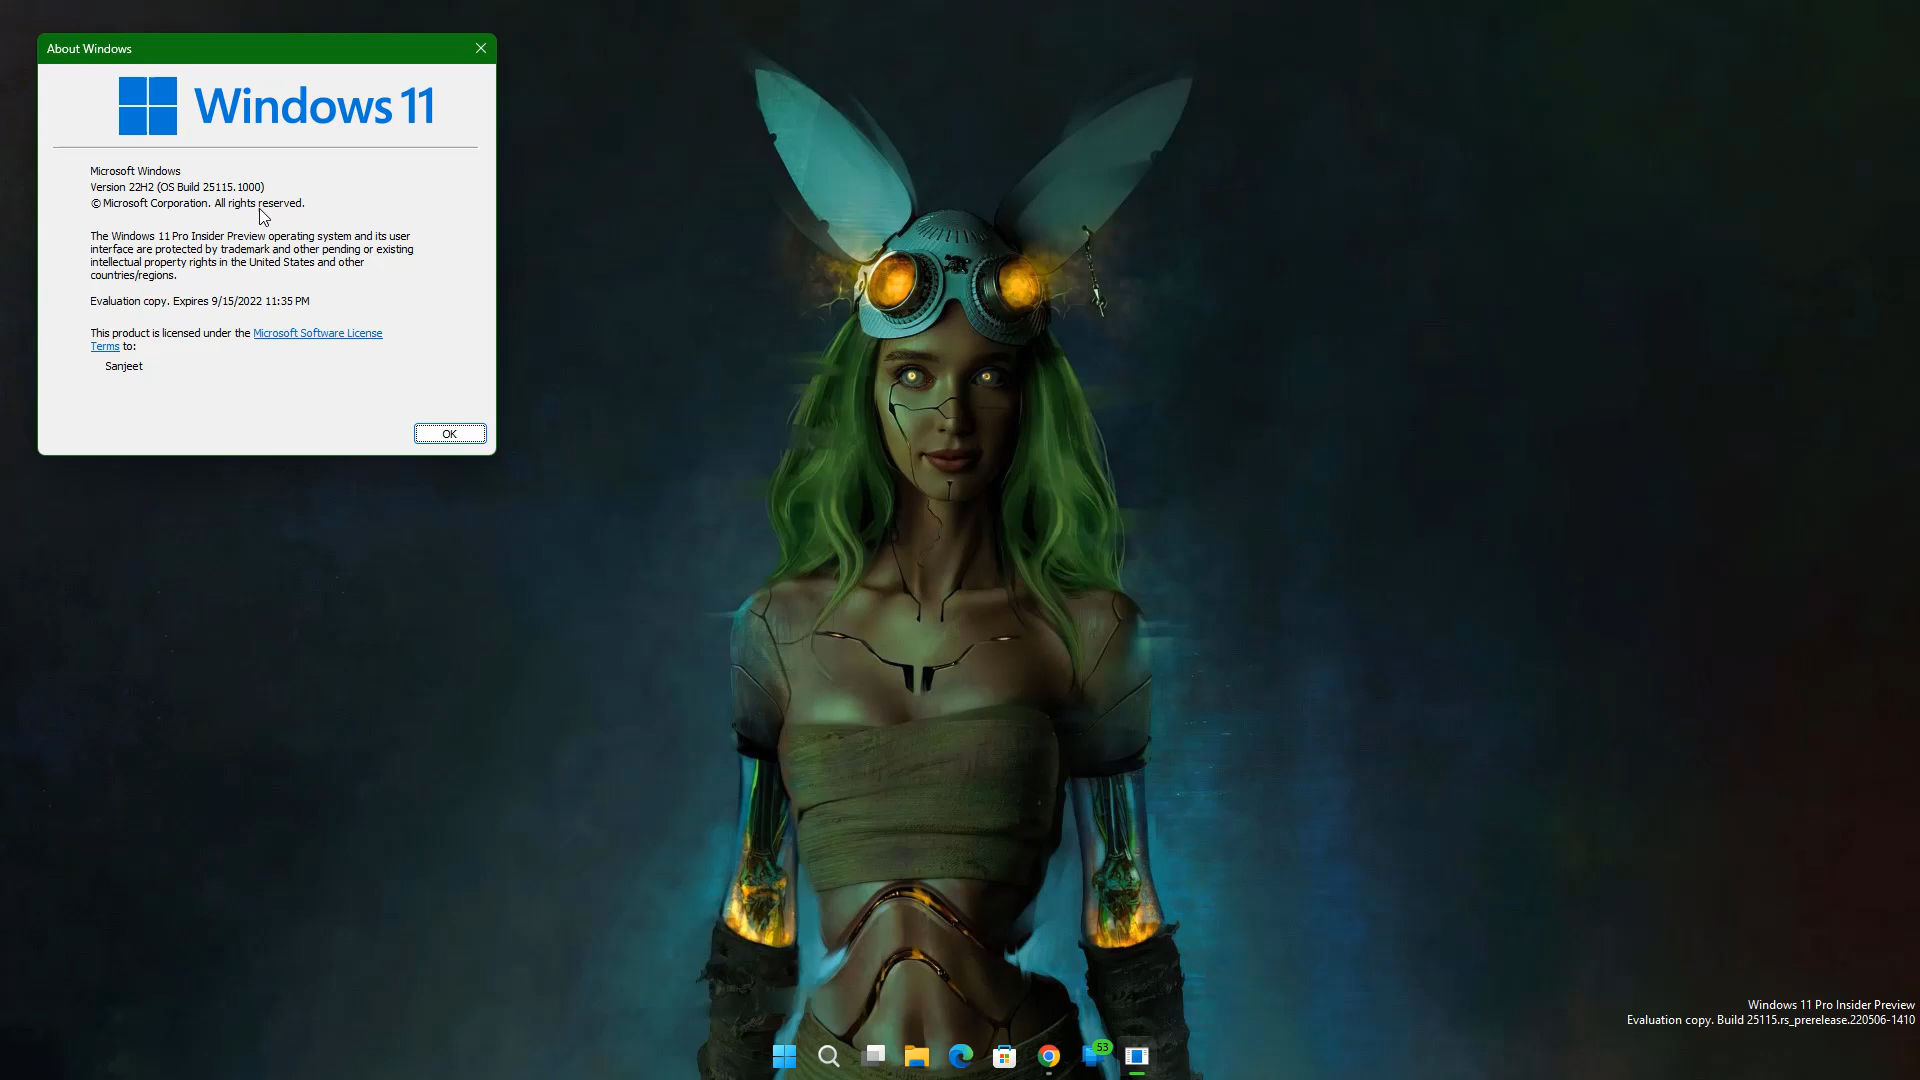 About Windows
Windows 11
Microsoft Windows
Version 22H2 (OS Build 25115.1000)
© Microsoft Corporation. All rights reserved.
The Windows 11 Pro Insider Preview operating system and its user
interface are protected by trademark and other pending or existing
intellectual property rights in the United States and other
countries/regions.
Evaluation copy. Expires 9/15/2022 11:35 PM
This product is licensed under the Microsoft Software License
Terms to:
Sanjeet
OK
Windows 11 Pro Insider Preview
Evaluation copy. Build 25115.rs_prerelease.220506-1410
53